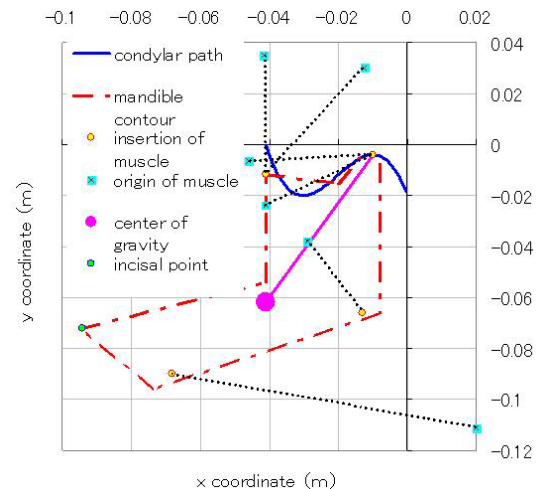 -0.1 -0.08 -0.06 -0.04 -0.02 0 0.02
0.04
0.02
0
-0.02
-0.04
-0.06
-0.08
-0.1
-0.12
condylar path
mandible
contour
insertion of
muscle
origin of muscle
center of
gravity
incisal point
y coordinate (m)
x coordinate (m)